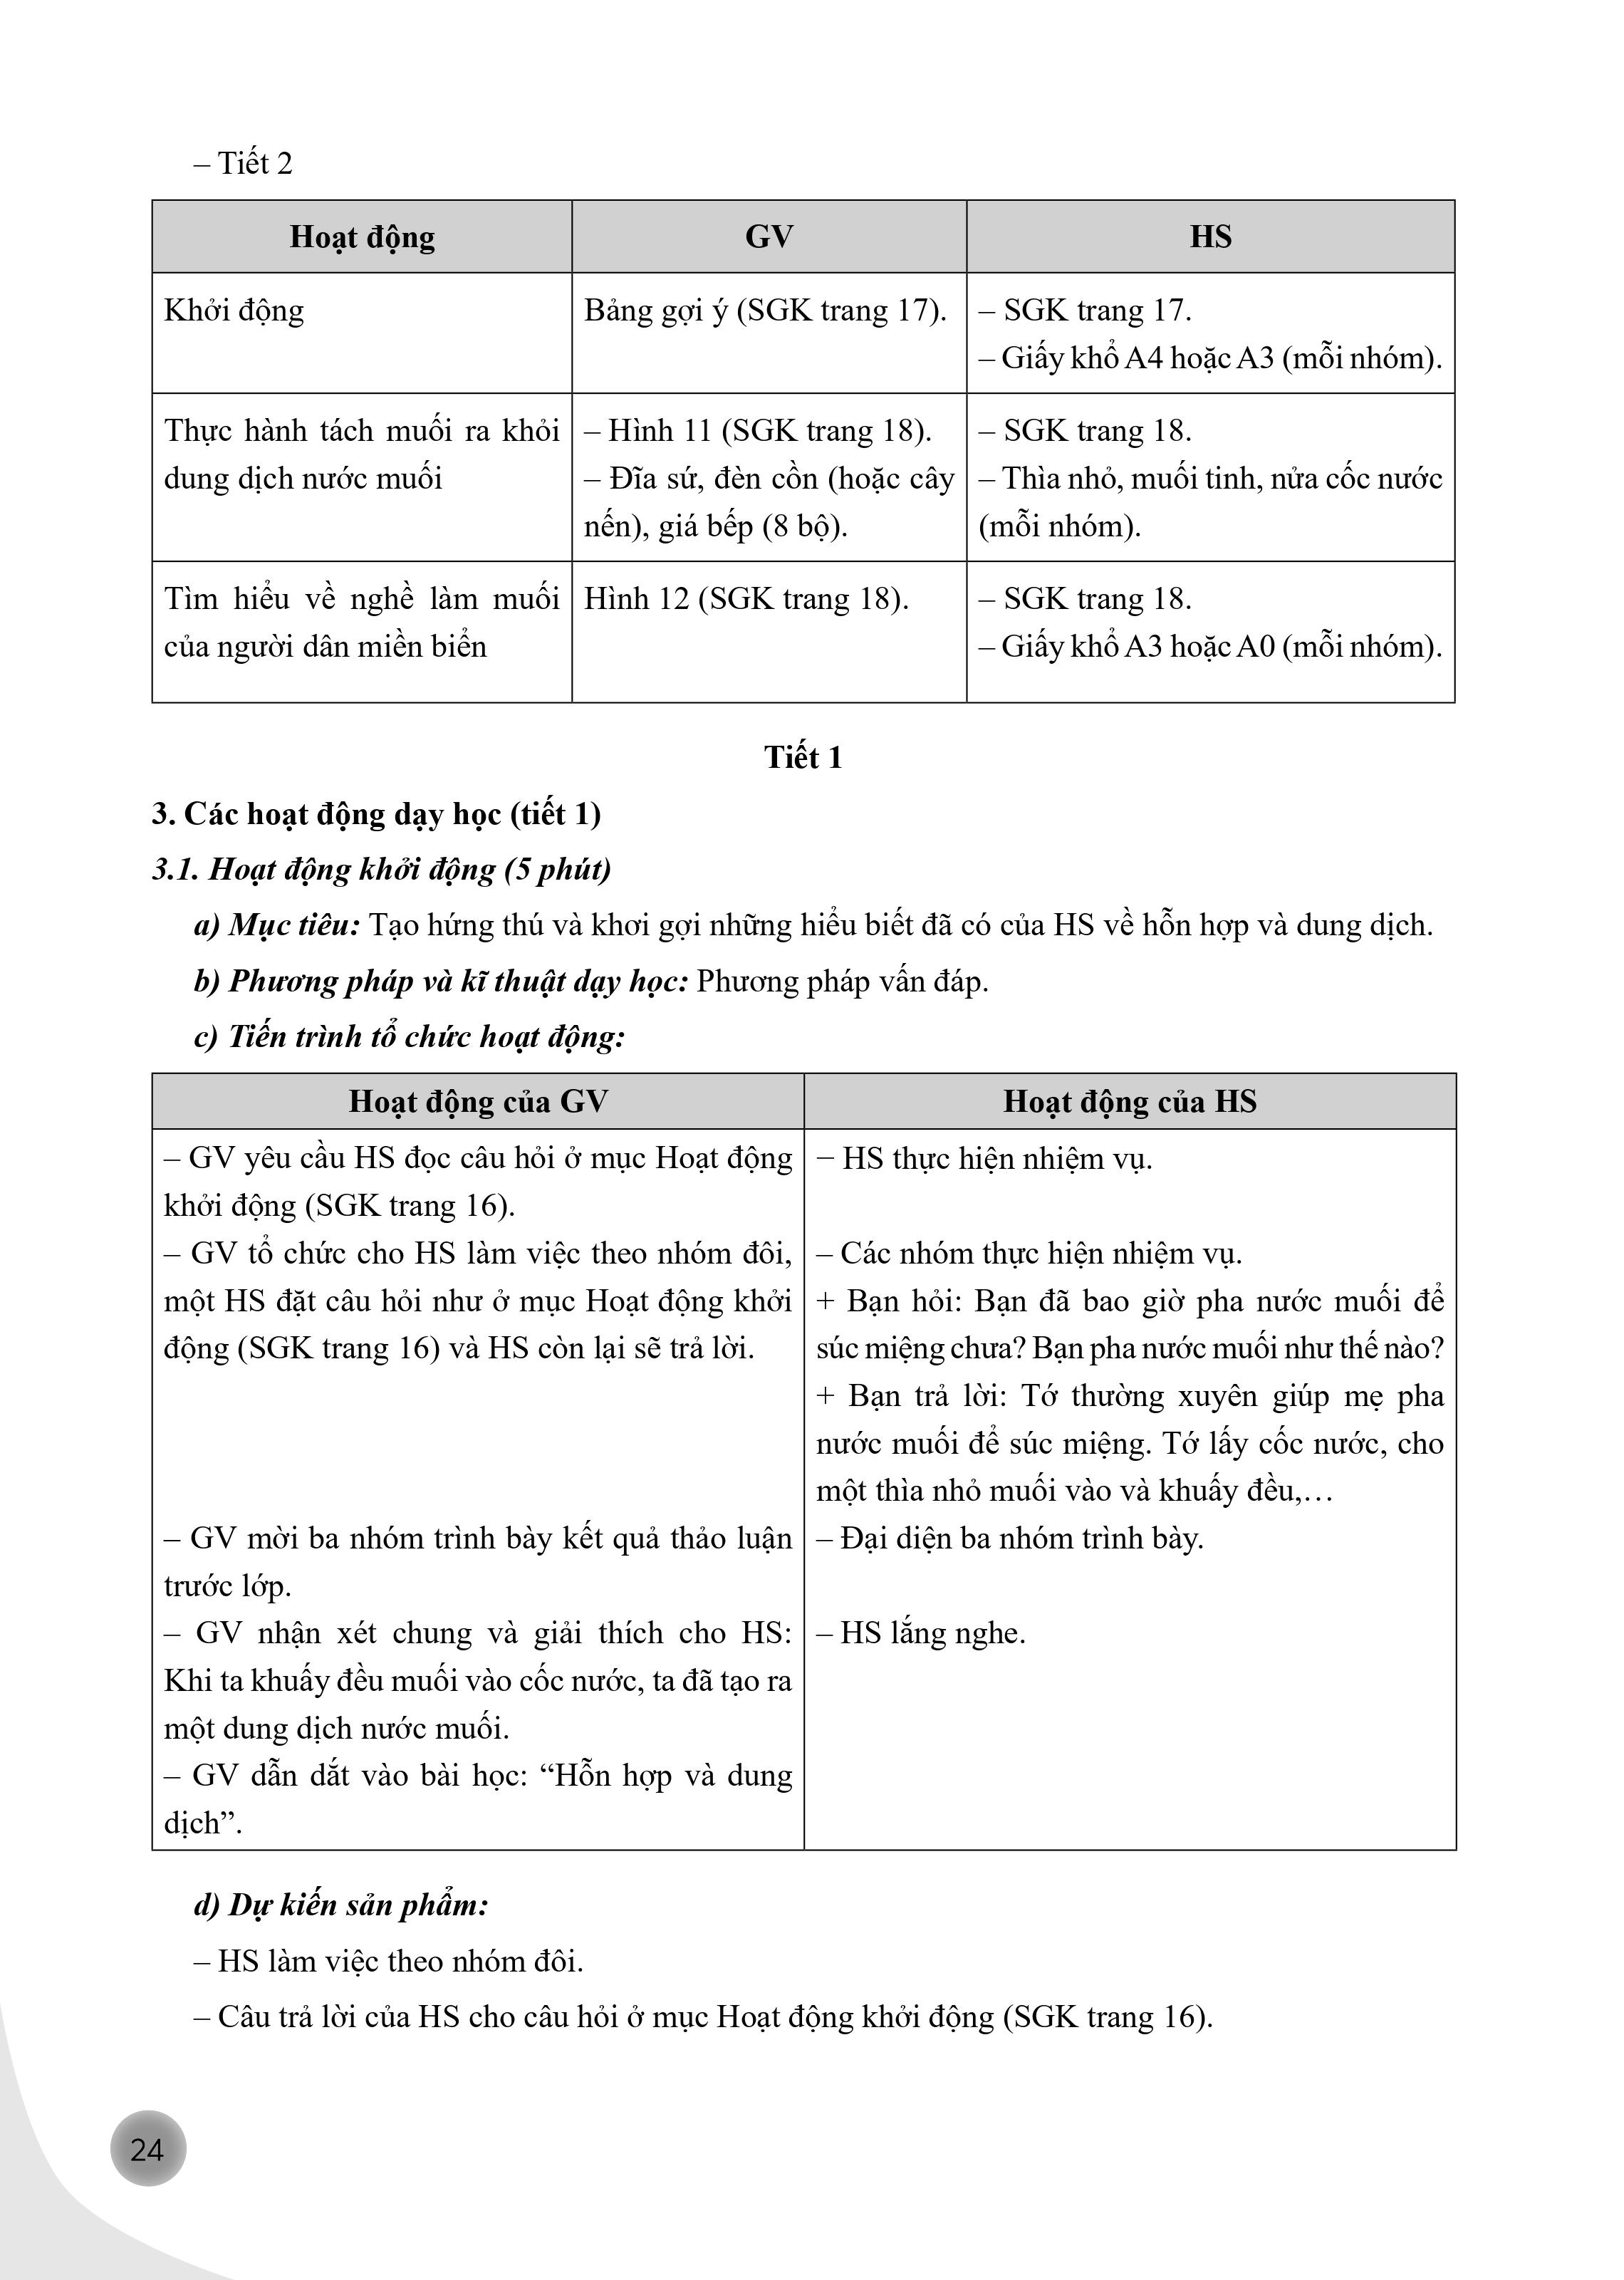 – Tiết 2
Hoạt động
GV
HS
Khởi động
Bảng gợi ý (SGK trang 17).
– SGK trang 17.
– Giấy khổ A4 hoặc A3 (mỗi nhóm).
Thực hành tách muối ra khỏi
dung dịch nước muối
– Hình 11 (SGK trang 18).
– Đĩa sứ, đèn cồn (hoặc cây
nến), giá bếp (8 bộ).
– SGK trang 18.
– Thìa nhỏ, muối tinh, nửa cốc nước
(mỗi nhóm).
Tìm hiểu về nghề làm muối
của người dân miền biển
Hình 12 (SGK trang 18).
– SGK trang 18.
– Giấy khổ A3 hoặc A0 (mỗi nhóm).
Tiết 1
3. Các hoạt động dạy học (tiết 1)
3.1. Hoạt động khởi động (5 phút)
a) Mục tiêu: Tạo hứng thú và khơi gợi những hiểu biết đã có của HS về hỗn hợp và dung dịch.
b) Phương pháp và kĩ thuật dạy học: Phương pháp vấn đáp.
c) Tiến trình tổ chức hoạt động:
Hoạt động của GV
Hoạt động của HS
– GV yêu cầu HS đọc câu hỏi ở mục Hoạt động
khởi động (SGK trang 16).
– GV tổ chức cho HS làm việc theo nhóm đôi,
một HS đặt câu hỏi như ở mục Hoạt động khởi
động (SGK trang 16) và HS còn lại sẽ trả lời.
– GV mời ba nhóm trình bày kết quả thảo luận
trước lớp.
– GV nhận xét chung và giải thích cho HS:
Khi ta khuấy đều muối vào cốc nước, ta đã tạo ra
một dung dịch nước muối.
– GV dẫn dắt vào bài học: “Hỗn hợp và dung
dịch”.
– HS thực hiện nhiệm vụ.
– Các nhóm thực hiện nhiệm vụ.
+ Bạn hỏi: Bạn đã bao giờ pha nước muối để
súc miệng chưa? Bạn pha nước muối như thế nào?
+ Bạn trả lời: Tớ thường xuyên giúp mẹ pha
nước muối để súc miệng. Tớ lấy cốc nước, cho
một thìa nhỏ muối vào và khuấy đều,…
– Đại diện ba nhóm trình bày.
– HS lắng nghe.
d) Dự kiến sản phẩm:
– HS làm việc theo nhóm đôi.
– Câu trả lời của HS cho câu hỏi ở mục Hoạt động khởi động (SGK trang 16).
24